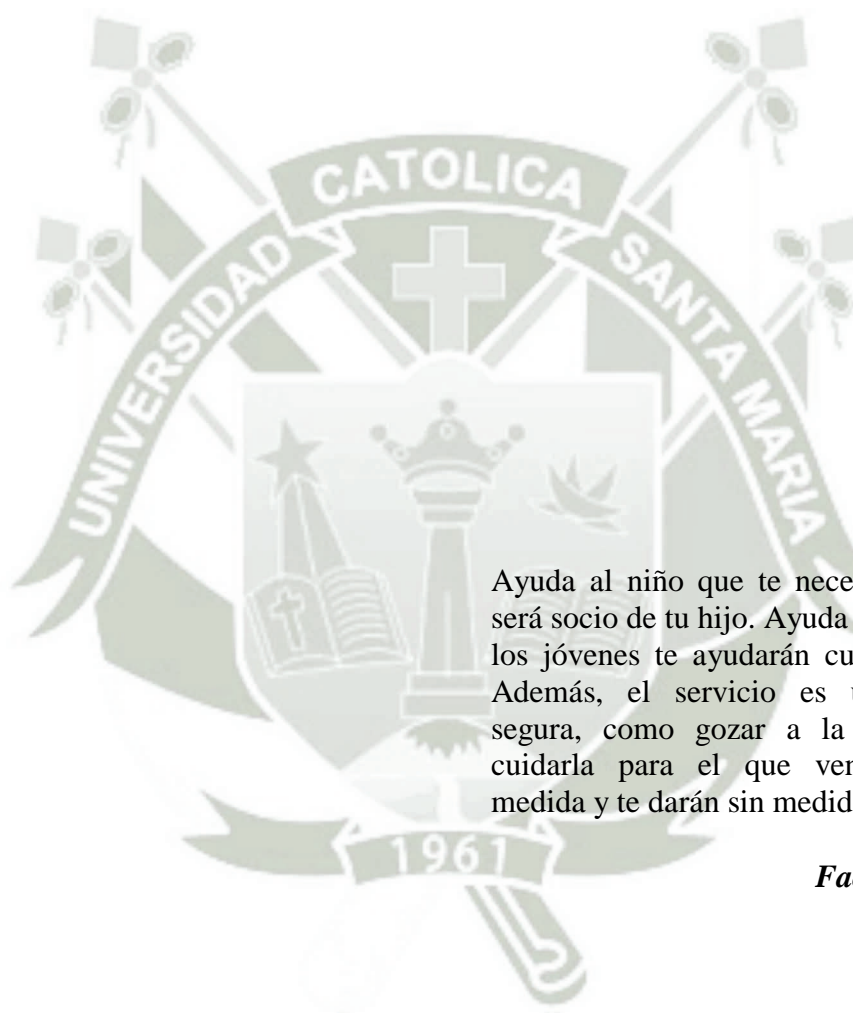 CATOLICA
UNIVERSIDAD
SANTA MARIA
Ayuda al niño que te nece
será socio de tu hijo. Ayuda
los jóvenes te ayudarán cu
Además, el servicio es
segura, como gozar a la
cuidarla para el que ven
medida y te darán sin medid
1961
Fa